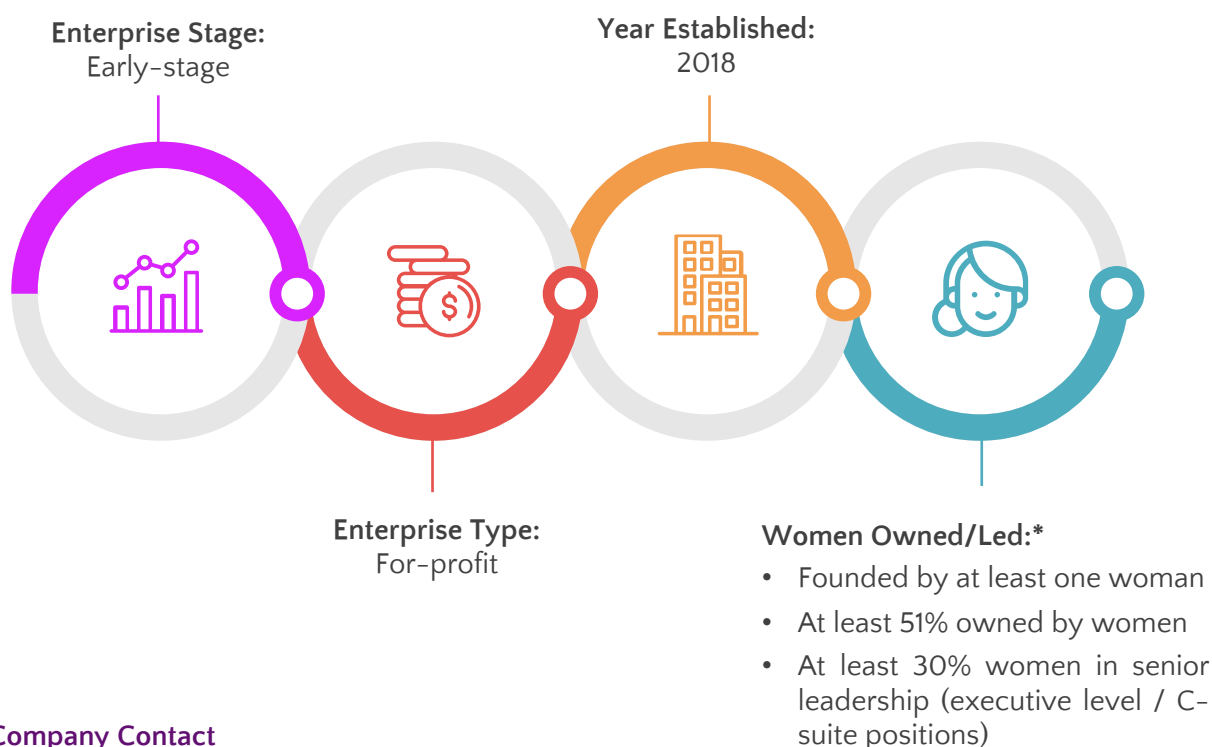 Enterprise Stage:
Early-stage
Year Established:
2018
$
Enterprise Type:
For-profit
Women Owned/Led:*
• Founded by at least one woman
• At least 51% owned by women
• At least 30% women in senior
leadership (executive level / C-
suite positions)
Company Contact